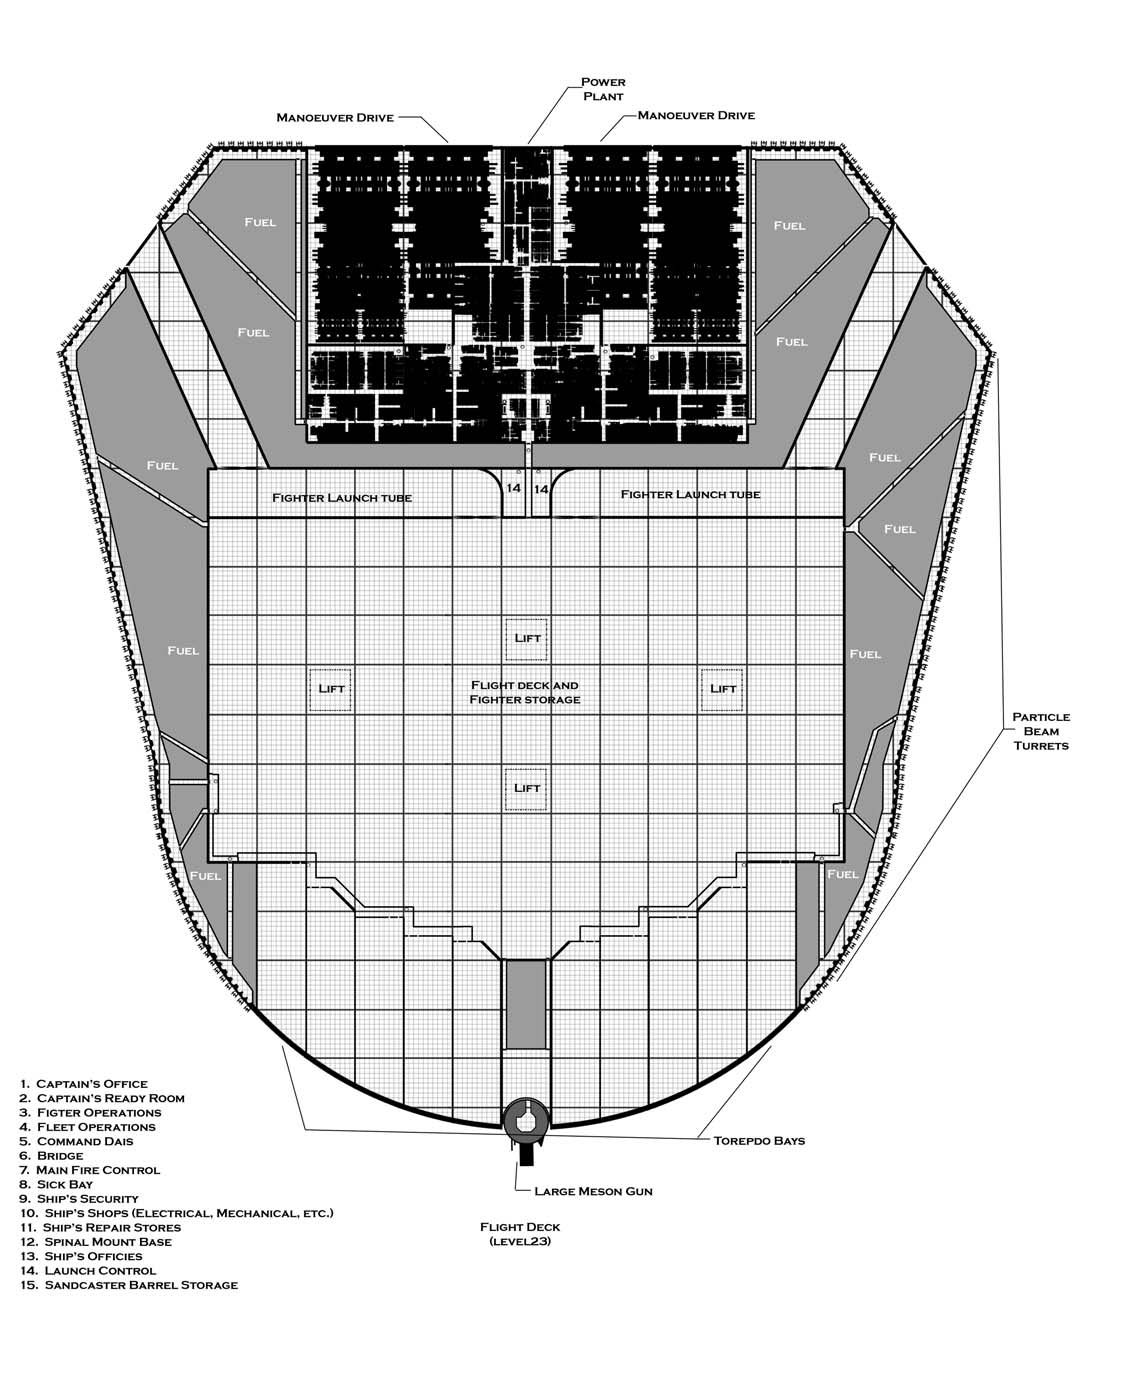 Power
Plant
Manoeuver Drive
Manoeuver Drive
Fuel
Fuel
Fuel
Fuel
Fuel
Fuel
14
14
Fighter Launch tube
Fighter Launch tube
Fuel
Lift
Fuel
Fuel
Lift
Flight deck and
Fighter storage
Lift
Particle
Beam
Turrets
Lift
Fuel
Fuel
1. Captain's Office
2. Captain's Ready Room
3. Figter Operations
4. Fleet Operations
5. Command Dais
6. Bridge
7. Main Fire Control
8. Sick Bay
9. Ship's Security
10. Ship's Shops (Electrical, Mechanical, etc.)
11. Ship's Repair Stores
12. Spinal Mount Base
13. Ship's Officies
14. Launch Control
15. Sandcaster Barrel Storage
Torepdo Bays
Large Meson Gun
Flight Deck
(level23)